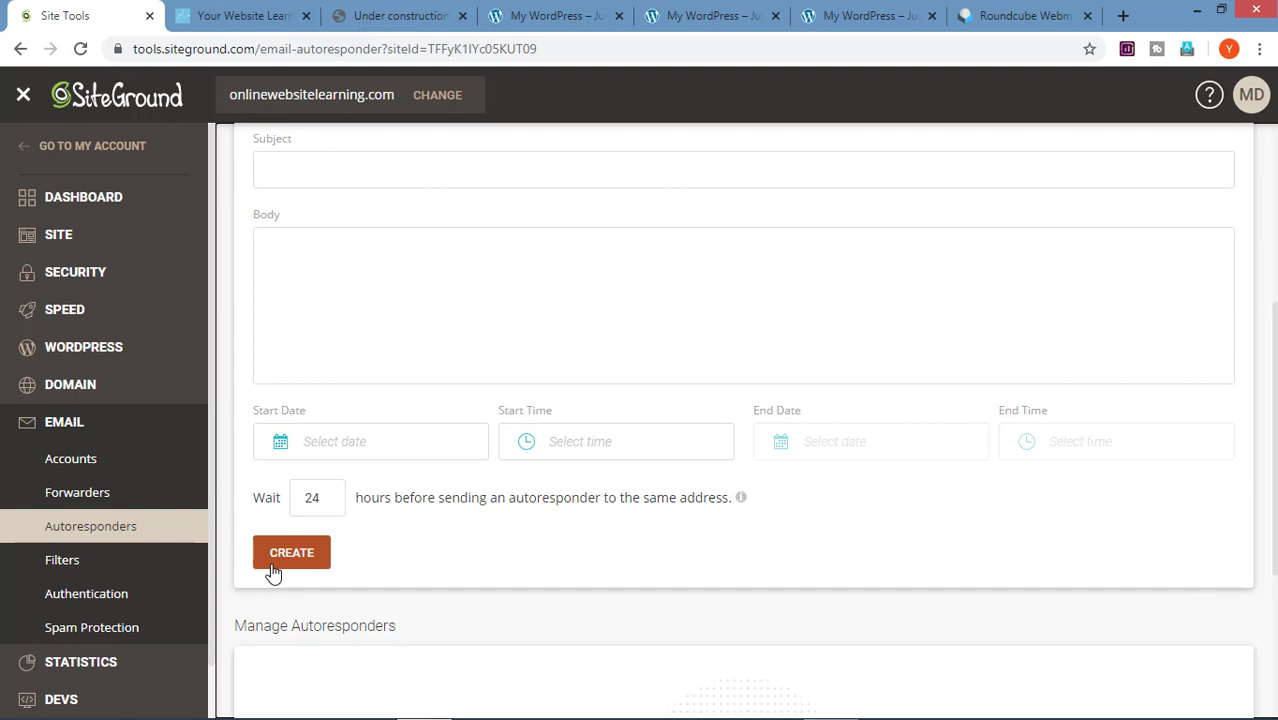 Site Tools
Your Website Lear
Under construction
My WordPress – Ju
My WordPress – Ju
My WordPress – Ju
Roundcube Webm
tools.siteground.com/email-autoresponder?siteId=TFFyK1IYc05KUT09
Y
SiteGround
onlinewebsitelearning.com CHANGE
MD
GO TO MY ACCOUNT
DASHBOARD
SITE
SECURITY
SPEED
WORDPRESS
DOMAIN
EMAIL
Accounts
Forwarders
Autoresponders
Filters
Authentication
Spam Protection
STATISTICS
DEVS
Subject
Body
Start Date Start Time End Date End Time
Select date Select time Select date Select time
Wait 24 hours before sending an autoresponder to the same address.
CREATE
Manage Autoresponders